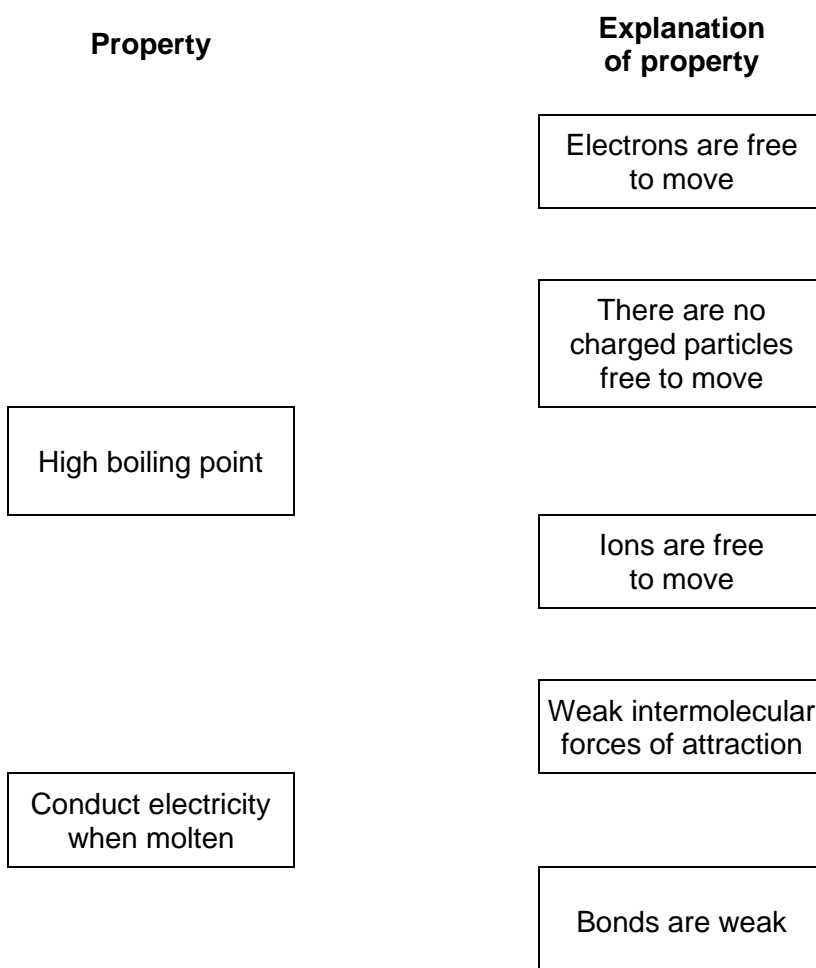 Property
Explanation
of property
Electrons are free
to move
There are no
charged particles
free to move
High boiling point
Ions are free
to move
Weak intermolecular
forces of attraction
Conduct electricity
when molten
Bonds are weak